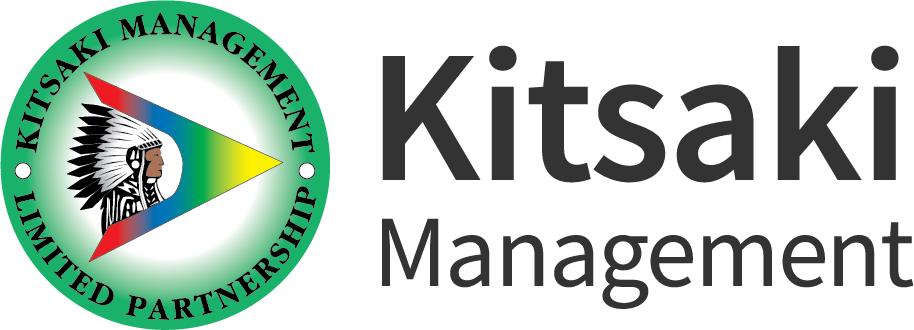 KITSAKI MANAGEMENT
LIMITED PARTNERSHIP
Kitsaki
Management